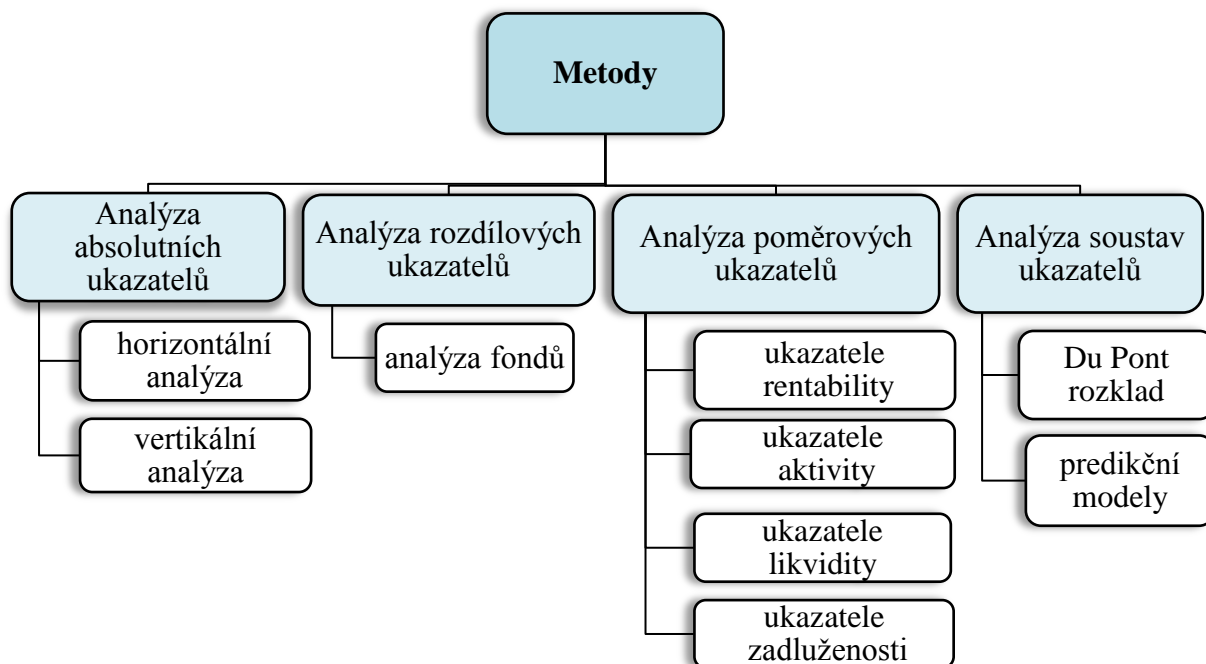 Metody
Analýza
absolutních
ukazatelů
horizontální
analýza
vertikální
analýza
Analýza rozdílových
ukazatelů
analýza fondů
Analýza poměrových
ukazatelů
ukazatele
rentability
ukazatele
aktivity
ukazatele
likvidity
ukazatele
zadluženosti
Analýza soustav
ukazatelů
Du Pont
rozklad
predikční
modely